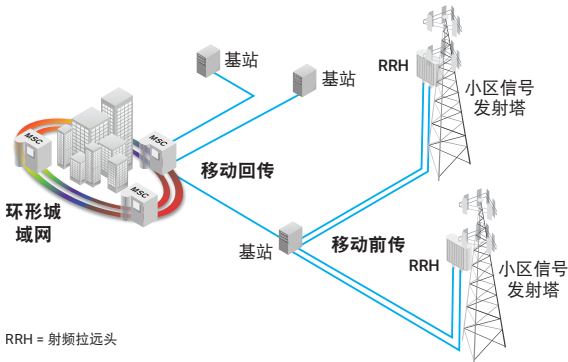 基站
基站
RRH
小区信号
发射塔
MSC
MSC
MSC
移动回传
环形城
域网
基站
移动前传
RRH
小区信号
发射塔
RRH = 射频拉远头